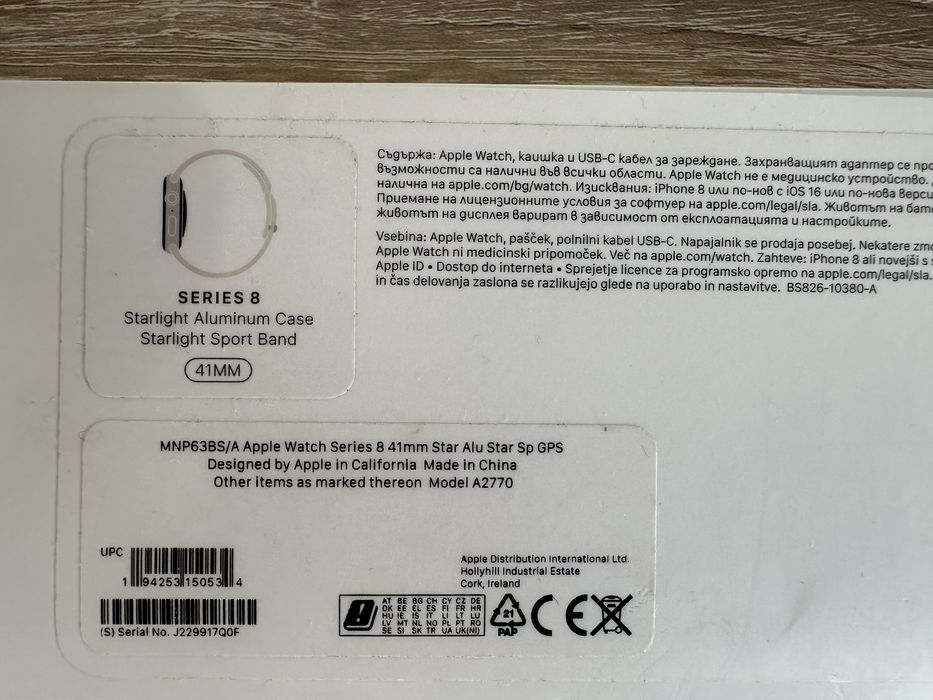 SERIES 8
Starlight Aluminum Case
Starlight Sport Band
41MM
Съдържа: Apple Watch, каишка и USB-C кабел за зареждане. Захранващият адаптер се
възможности са налични във всички области. Apple Watch не е медицинско устройство.
налична на apple.com/bg/watch. Изисквания: iPhone 8 или по-нов с iOS 16 или по-нова
Приемане на лицензионните условия за софтуер на apple.com/legal/sla. Животът на
животът на дисплея варират в зависимост от експлоатацията и настройките.
Vsebina: Apple Watch, pašček, polnilni kabel USB-C. Napajalnik se prodaja posebej. Nekatere
Apple Watch ni medicinski pripomoček. Več na apple.com/watch. Zahteve: iPhone 8 ali novejši s
Apple ID • Dostop do interneta • Sprejetje licence za programsko opremo na apple.com/legal/sla.
in čas delovanja zaslona se razlikujejo glede na uporabo in nastavitve. BS826-10380-A
MNP63BS/A Apple Watch Series 8 41mm Star Alu Star Sp GPS
Designed by Apple in California Made in China
Other items as marked thereon Model A2770
UPC
1 94253 15053 4
(S) Serial No. J229917Q0F
Apple Distribution International Ltd.
Hollyhill Industrial Estate
Cork, Ireland
AT BE BG CH CY CZ DE
DK EE EL ES FI FR HR
HU IE IS IT LI LT LU
LV MT NL NO PL PT RO
SE SI SK TR UA UK(NI)
21
PAP
CE